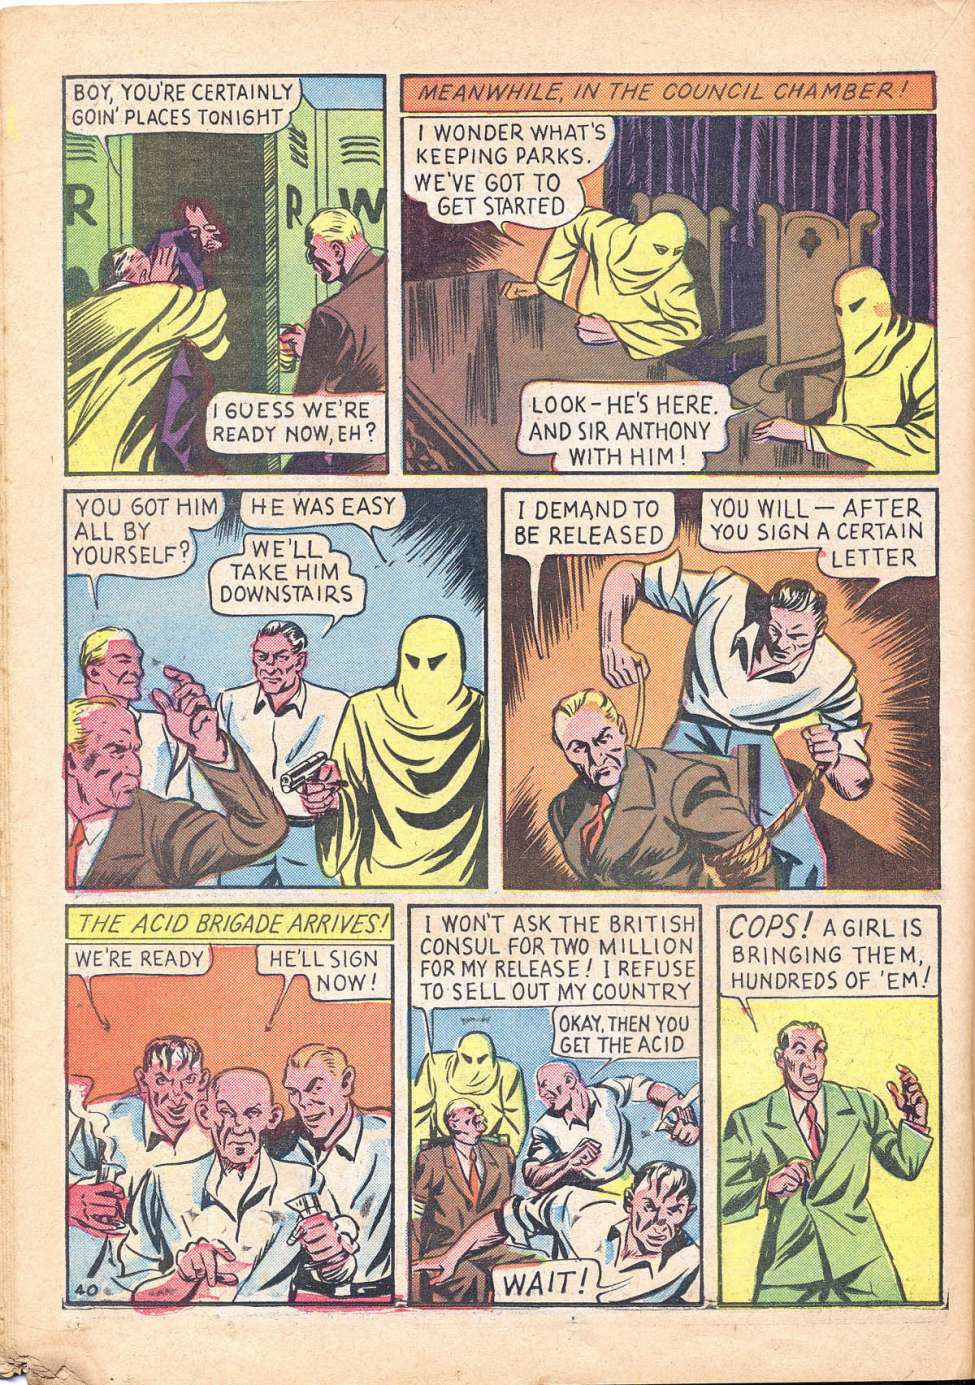 BOY, YOU'RE CERTAINLY
GOIN' PLACES TONIGHT
R
R W
I GUESS WE'RE
READY NOW, EH?
MEANWHILE, IN THE COUNCIL CHAMBER!
I WONDER WHAT'S
KEEPING PARKS.
WE'VE GOT TO
GET STARTED
LOOK — HE'S HERE.
AND SIR ANTHONY
WITH HIM!
YOU GOT HIM
ALL BY
YOURSELF?
HE WAS EASY
WE'LL
TAKE HIM
DOWNSTAIRS
I DEMAND TO
BE RELEASED
YOU WILL — AFTER
YOU SIGN A CERTAIN
LETTER
THE ACID BRIGADE ARRIVES!
WE'RE READY
HE'LL SIGN
NOW!
40
I WON'T ASK THE BRITISH
CONSUL FOR TWO MILLION
FOR MY RELEASE! I REFUSE
TO SELL OUT MY COUNTRY
OKAY, THEN YOU
GET THE ACID
WAIT!
COPS! A GIRL IS
BRINGING THEM,
HUNDREDS OF 'EM!